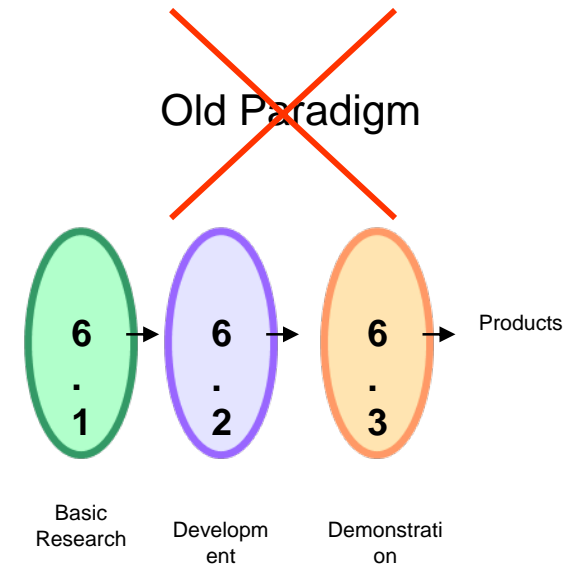 Old Paradigm
6
.
1
6
.
2
6
.
3
Products
Basic
Research
Developm
ent
Demonstrati
on